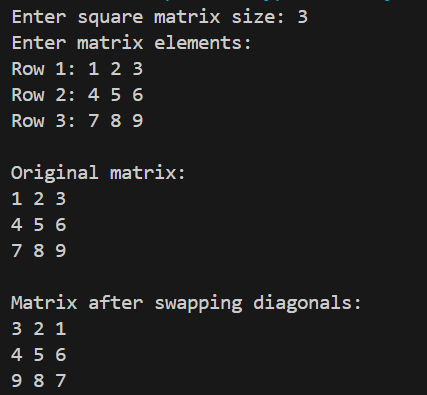 Enter square matrix size: 3
Enter matrix elements:
Row 1: 1 2 3
Row 2: 4 5 6
Row 3: 7 8 9
Original matrix:
1 2 3
4 5 6
7 8 9
Matrix after swapping diagonals:
3 2 1
4 5 6
9 8 7